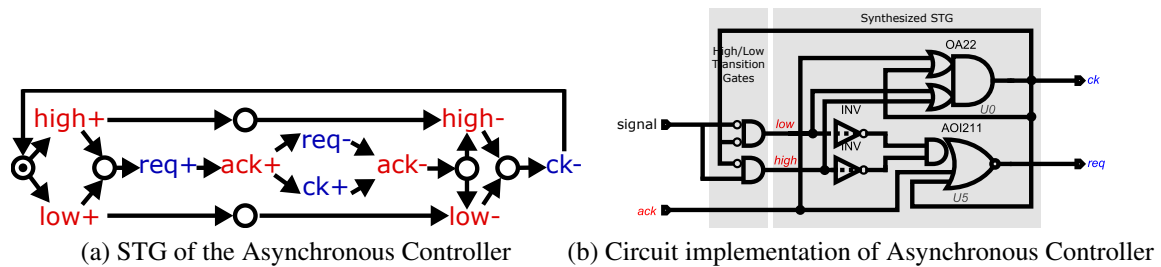 high+
high-
req-
req+
ack+
ack-
ck-
ck+
low+
low-
(a) STG of the Asynchronous Controller
Synthesized STG
High/Low
Transition
Gates
OA22
ck
U0
INV
signal
low
AOI211
INV
high
req
U5
ack
(b) Circuit implementation of Asynchronous Controller